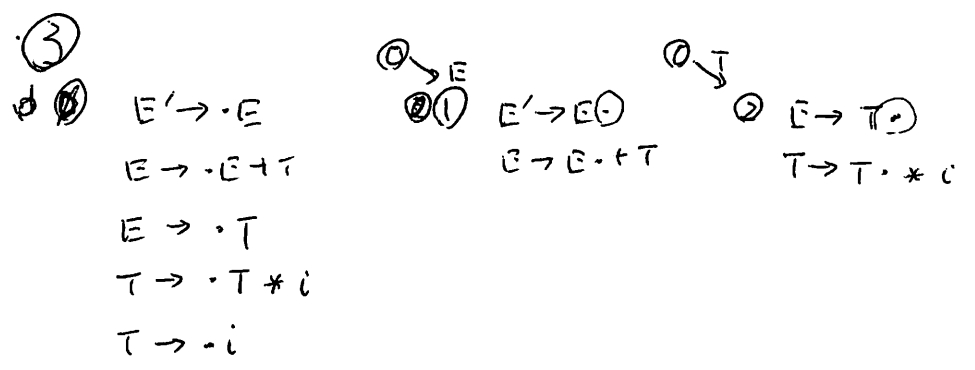 ③
⓪ E' → ·E
E → ·E + T
E → ·T
T → ·T * i
T → ·i
⓪ ↘ E
① E' → E·
E → E· + T
⓪ ↘ T
② E → T·
T → T· * i